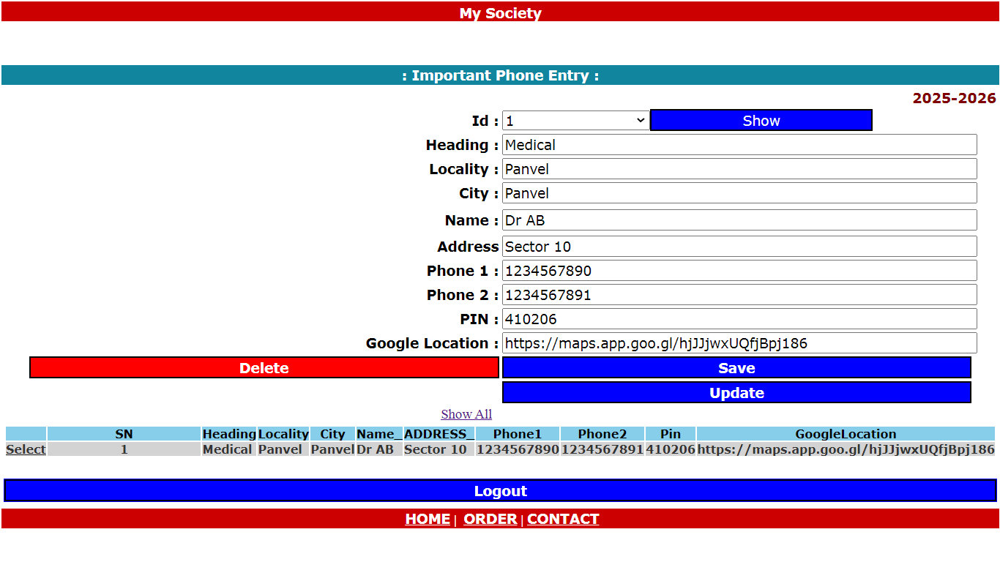 My Society
: Important Phone Entry :
2025-2026
Id : 1 Show
Heading : Medical
Locality : Panvel
City : Panvel
Name : Dr AB
Address Sector 10
Phone 1 : 1234567890
Phone 2 : 1234567891
PIN : 410206
Google Location : https://maps.app.goo.gl/hjJJjwxUQfjBpj186
Delete Save
Update
Show All
SN Heading Locality City Name_ ADDRESS_ Phone1 Phone2 Pin GoogleLocation
Select 1 Medical Panvel Panvel Dr AB Sector 10 1234567890 1234567891 410206 https://maps.app.goo.gl/hjJJjwxUQfjBpj186
Logout
HOME | ORDER | CONTACT